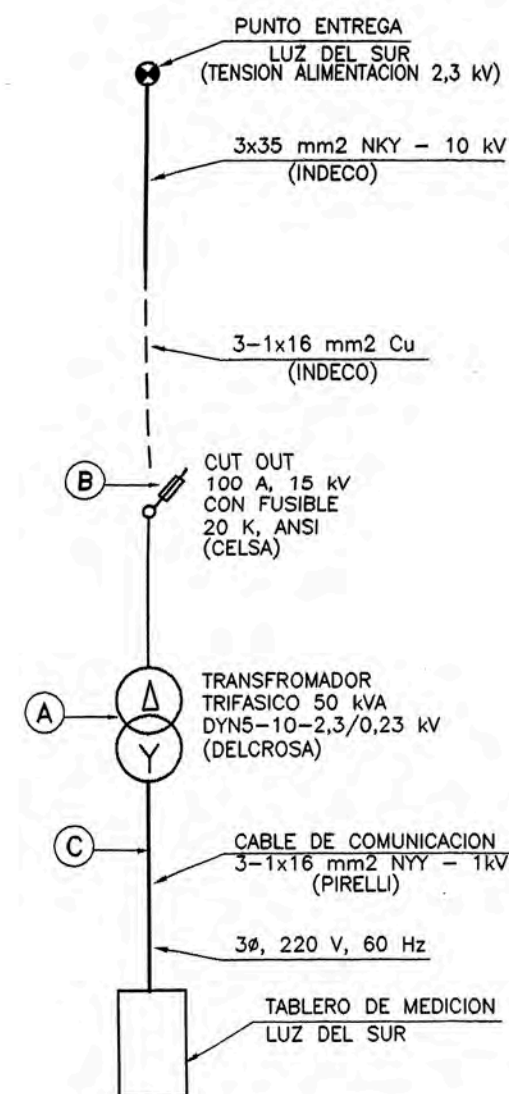 PUNTO ENTREGA
LUZ DEL SUR
(TENSION ALIMENTACION 2,3 kV)
3x35 mm2 NKY – 10 kV
(INDECO)
3–1x16 mm2 Cu
(INDECO)
B
CUT OUT
100 A, 15 kV
CON FUSIBLE
20 K, ANSI
(CELSA)
Δ
Y
A
TRANSFROMADOR
TRIFASICO 50 kVA
DYN5–10–2,3/0,23 kV
(DELCROSA)
C
CABLE DE COMUNICACION
3–1x16 mm2 NYY – 1kV
(PIRELLI)
3ø, 220 V, 60 Hz
TABLERO DE MEDICION
LUZ DEL SUR